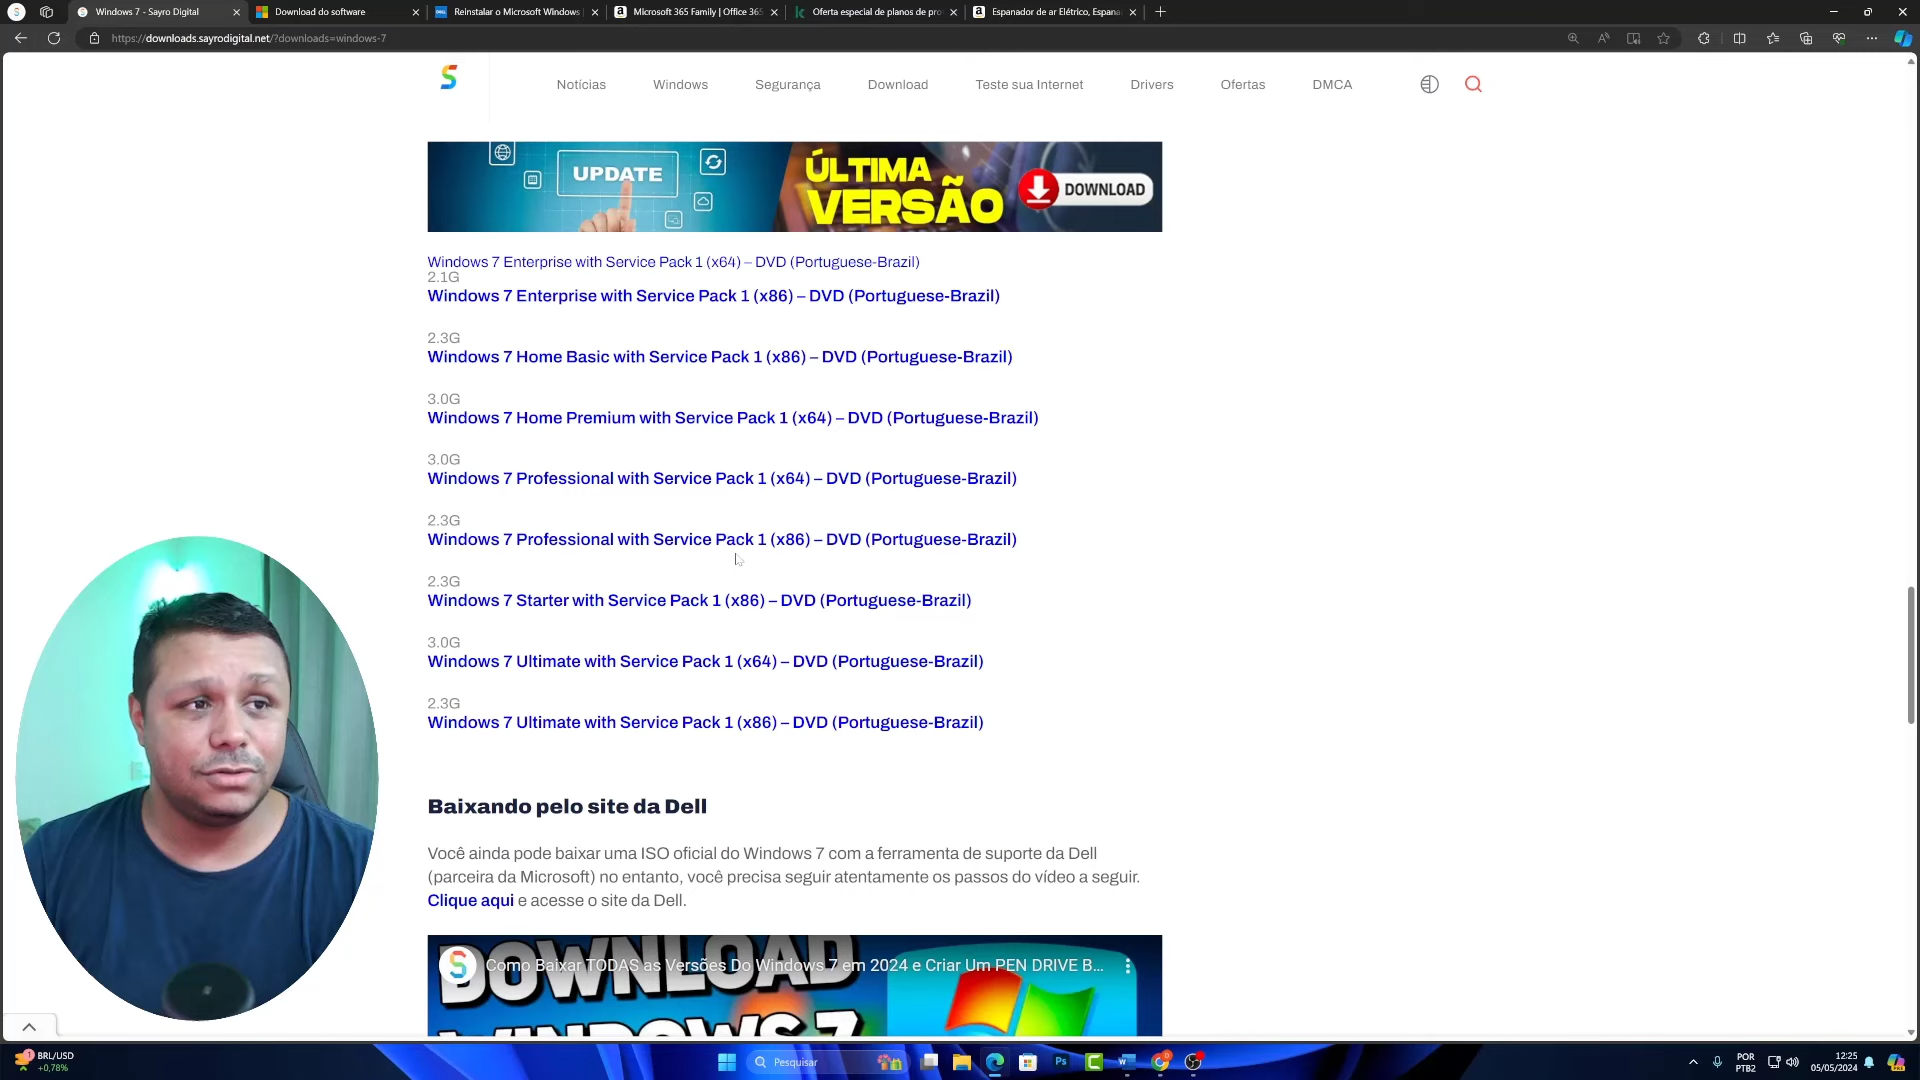 Windows 7 - Sayro Digital
Download do software
Reinstalar o Microsoft Windows
Microsoft 365 Family | Office 365
Oferta especial de planos de pro
Espanador de ar Elétrico, Espana
https://downloads.sayrodigital.net/?downloads=windows-7
Notícias Windows Segurança Download Teste sua Internet Drivers Ofertas DMCA
UPDATE
ÚLTIMA
VERSÃO
DOWNLOAD
Windows 7 Enterprise with Service Pack 1 (x64) – DVD (Portuguese-Brazil)
2.1G
Windows 7 Enterprise with Service Pack 1 (x86) – DVD (Portuguese-Brazil)
2.3G
Windows 7 Home Basic with Service Pack 1 (x86) – DVD (Portuguese-Brazil)
3.0G
Windows 7 Home Premium with Service Pack 1 (x64) – DVD (Portuguese-Brazil)
3.0G
Windows 7 Professional with Service Pack 1 (x64) – DVD (Portuguese-Brazil)
2.3G
Windows 7 Professional with Service Pack 1 (x86) – DVD (Portuguese-Brazil)
2.3G
Windows 7 Starter with Service Pack 1 (x86) – DVD (Portuguese-Brazil)
3.0G
Windows 7 Ultimate with Service Pack 1 (x64) – DVD (Portuguese-Brazil)
2.3G
Windows 7 Ultimate with Service Pack 1 (x86) – DVD (Portuguese-Brazil)
Baixando pelo site da Dell
Você ainda pode baixar uma ISO oficial do Windows 7 com a ferramenta de suporte da Dell
(parceira da Microsoft) no entanto, você precisa seguir atentamente os passos do vídeo a seguir.
Clique aqui e acesse o site da Dell.
DOWNLOAD
Como Baixar TODAS as Versões Do Windows 7 em 2024 e Criar Um PEN DRIVE B...
WINDOWS 7
BRL/USD
+0,78%
Pesquisar
POR
PTB2
12:25
05/05/2024